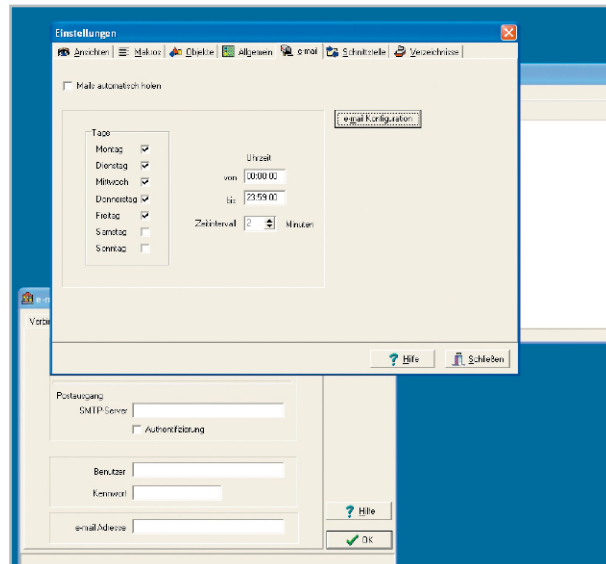 Einstellungen
Ansichten Makros Objekte Allgemein e-mail Schnittstelle Verzeichnisse
Mails automatisch holen
e-mail Konfiguration
Tage
Montag
Dienstag
Mittwoch
Donnerstag
Freitag
Samstag
Sonntag
Uhrzeit
von 00:00:00
bis 23:59:00
Zeitintervall 2 Minuten
Hilfe Schließen
Postausgang
SMTP-Server
Authentifizierung
Benutzer
Kennwort
e-mail Adresse
Hilfe
OK